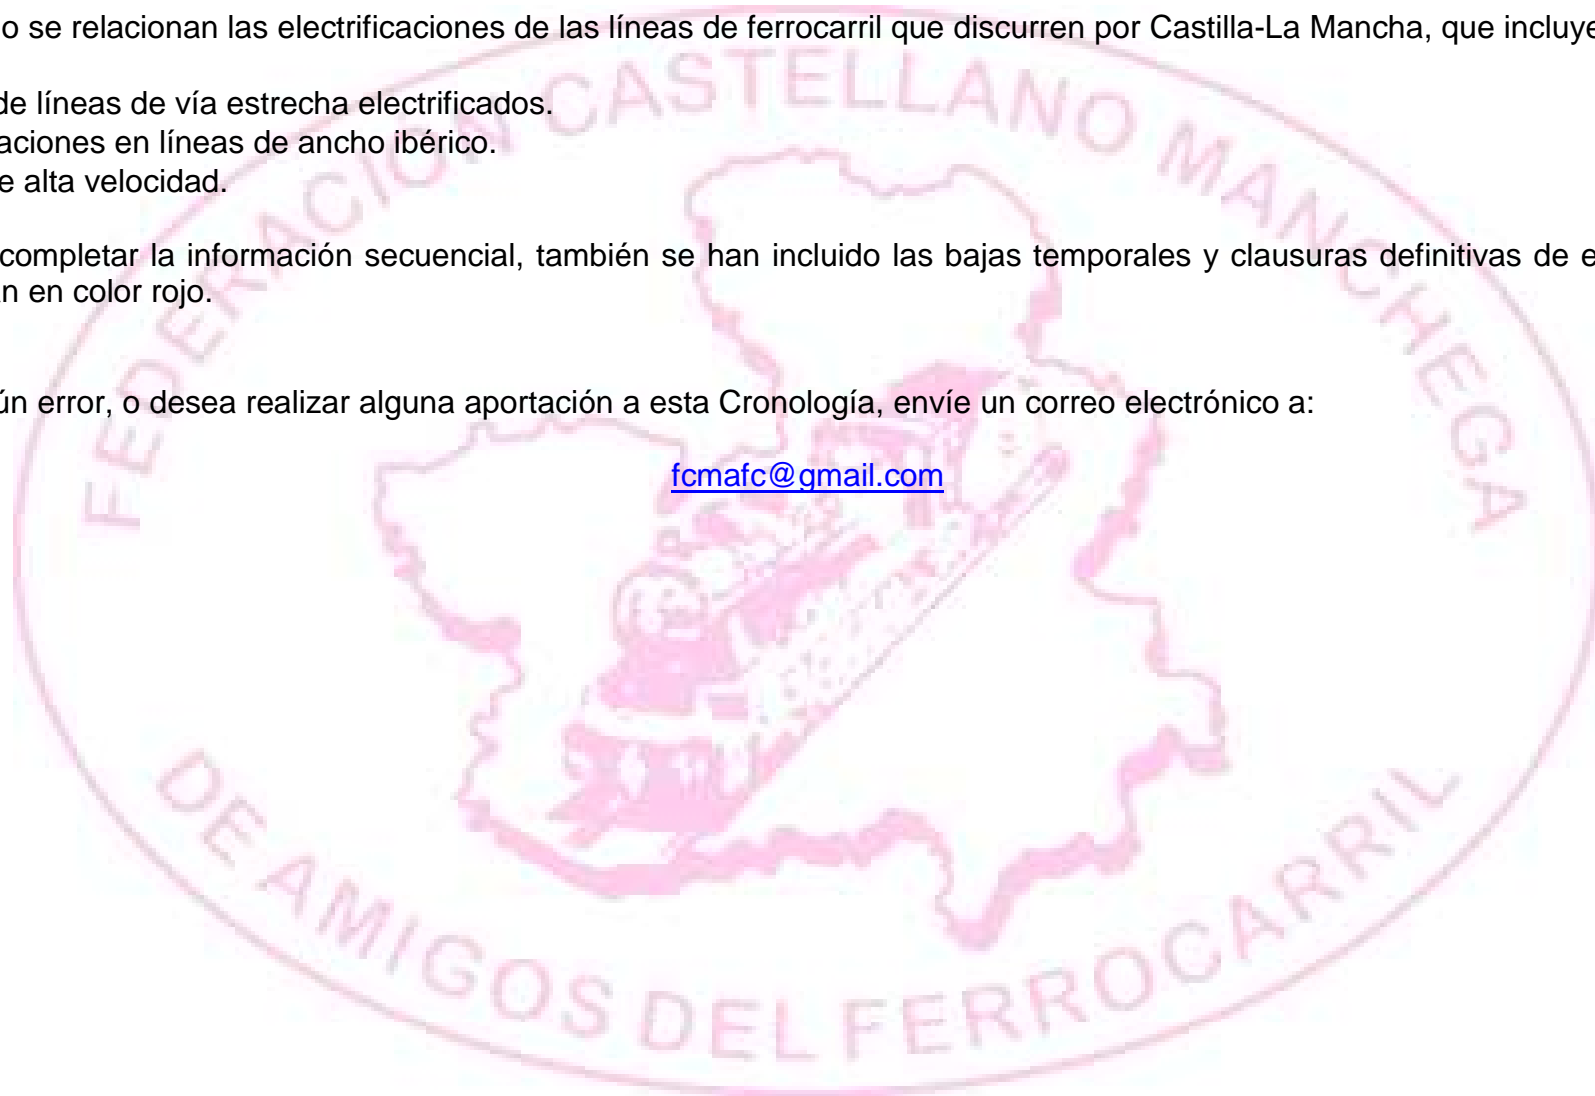 o se relacionan las electrificaciones de las líneas de ferrocarril que discurren por Castilla-La Mancha, que incluye
de líneas de vía estrecha electrificados.
aciones en líneas de ancho ibérico.
e alta velocidad.
completar la información secuencial, también se han incluido las bajas temporales y clausuras definitivas de e
án en color rojo.
ún error, o desea realizar alguna aportación a esta Cronología, envíe un correo electrónico a:
fcmafc@gmail.com
FEDERACION CASTELLANO MANCHEGA
DE AMIGOS DEL FERROCARRIL